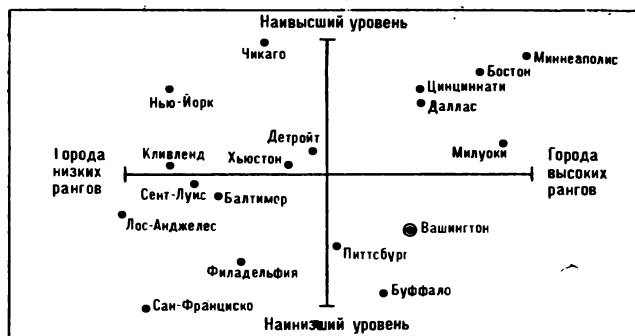 Наивысший уровень
Чикаго
Миннеаполис
Бостон
Цинциннати
Нью-Йорк
Даллас
Детройт
Милуоки
Города
низких
рангов
Кливленд
Хьюстон
Города
высоких
рангов
Сент-Луис
Балтимор
Лос-Анджелес
Вашингтон
Питтсбург
Филадельфия
Буффало
Сан-Франциско
Наинизший уровень